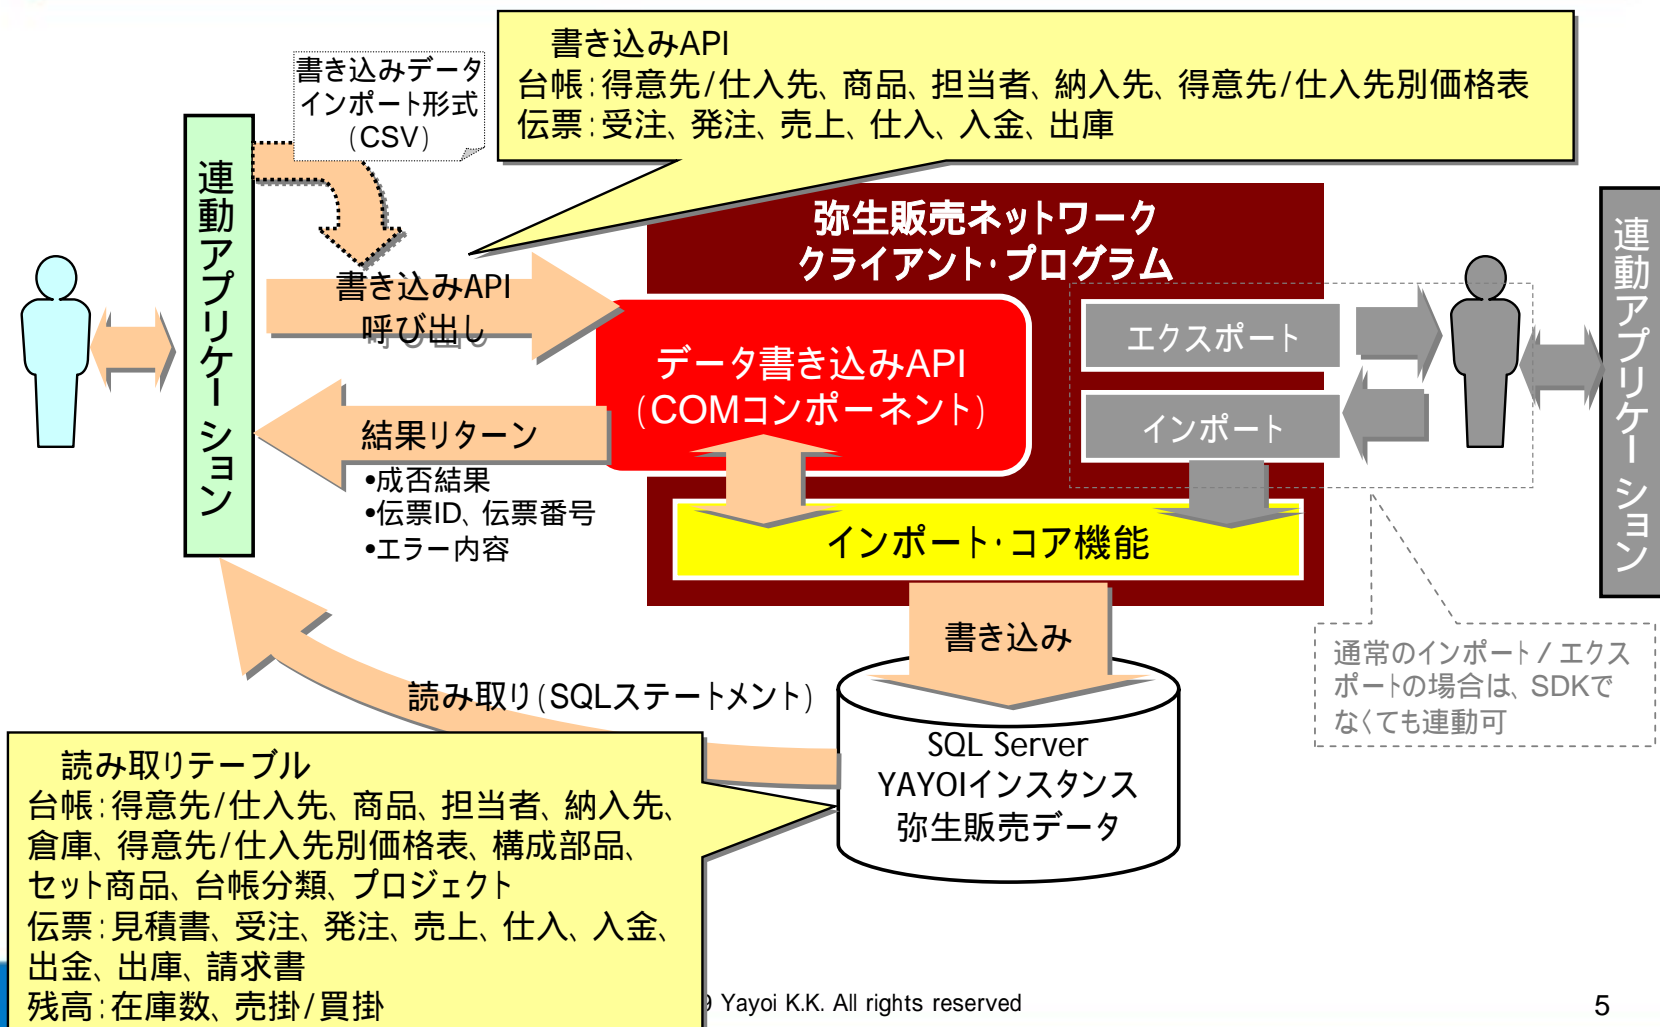 書き込みAPI
台帳：得意先/仕入先、商品、担当者、納入先、得意先/仕入先別価格表
伝票：受注、発注、売上、仕入、入金、出庫
書き込みデータ
インポート形式
（CSV）
連動アプリケーション
書き込みAPI
呼び出し
弥生販売ネットワーク
クライアント・プログラム
データ書き込みAPI
（COMコンポーネント）
エクスポート
インポート
連動アプリケーション
結果リターン
•成否結果
•伝票ID、伝票番号
•エラー内容
インポート・コア機能
書き込み
通常のインポート／エクス
ポートの場合は、SDKで
なくても連動可
読み取り（SQLステートメント）
SQL Server
YAYOIインスタンス
弥生販売データ
読み取りテーブル
台帳：得意先/仕入先、商品、担当者、納入先、
倉庫、得意先/仕入先別価格表、構成部品、
セット商品、台帳分類、プロジェクト
伝票：見積書、受注、発注、売上、仕入、入金、
出金、出庫、請求書
残高：在庫数、売掛/買掛
Yayoi K.K. All rights reserved
5